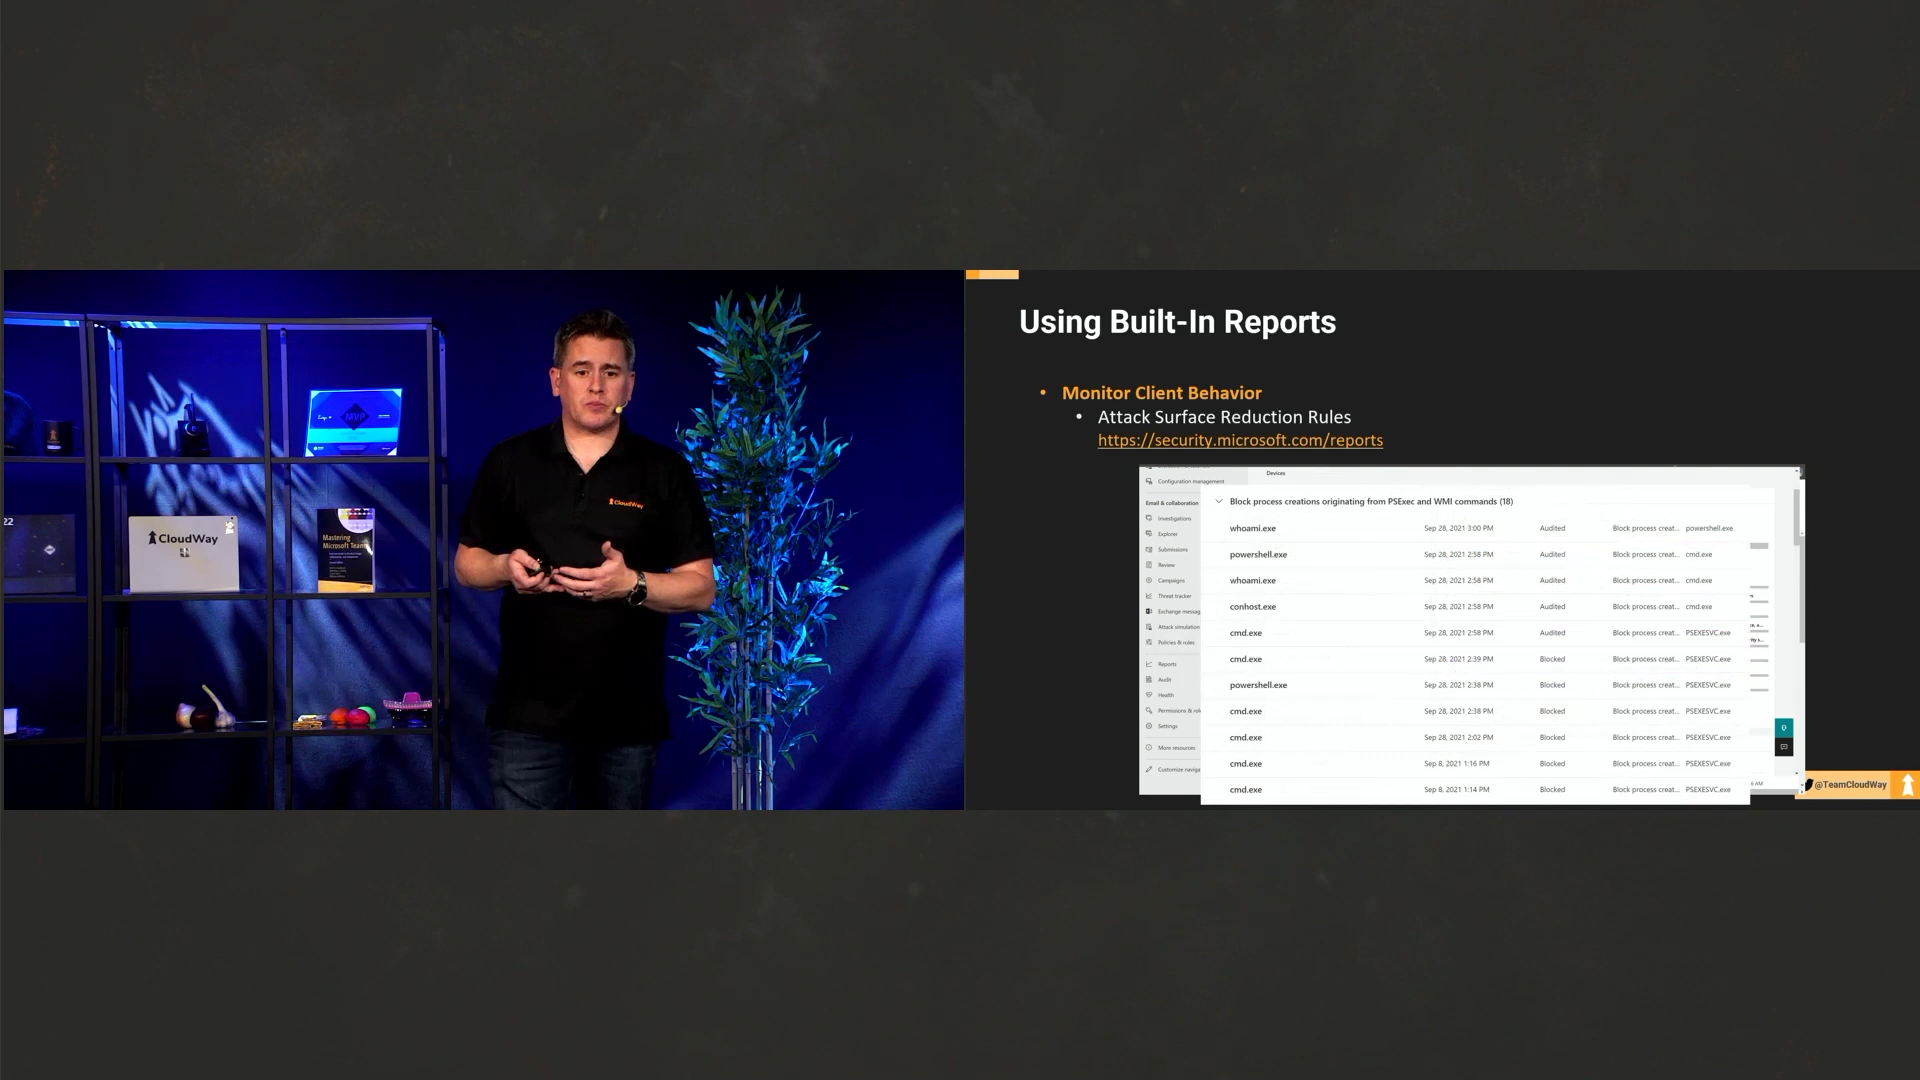 MVP
22
CloudWay
CloudWay
Mastering
Microsoft Teams
Using Built-In Reports
• Monitor Client Behavior
• Attack Surface Reduction Rules
https://security.microsoft.com/reports
Devices
Configuration management
Email & collaboration
Investigations
Explorer
Submissions
Review
Campaigns
Threat tracker
Exchange messag
Attack simulation
Policies & rules
Reports
Audit
Health
Permissions & rol
Settings
More resources
Customize naviga
Block process creations originating from PSExec and WMI commands (18)
whoami.exe Sep 28, 2021 3:00 PM Audited Block process creat... powershell.exe
powershell.exe Sep 28, 2021 2:58 PM Audited Block process creat... cmd.exe
whoami.exe Sep 28, 2021 2:58 PM Audited Block process creat... cmd.exe
conhost.exe Sep 28, 2021 2:58 PM Audited Block process creat... cmd.exe
cmd.exe Sep 28, 2021 2:58 PM Audited Block process creat... PSEXESVC.exe
cmd.exe Sep 28, 2021 2:39 PM Blocked Block process creat... PSEXESVC.exe
powershell.exe Sep 28, 2021 2:38 PM Blocked Block process creat... PSEXESVC.exe
cmd.exe Sep 28, 2021 2:38 PM Blocked Block process creat... PSEXESVC.exe
cmd.exe Sep 28, 2021 2:02 PM Blocked Block process creat... PSEXESVC.exe
cmd.exe Sep 8, 2021 1:16 PM Blocked Block process creat... PSEXESVC.exe
cmd.exe Sep 8, 2021 1:14 PM Blocked Block process creat... PSEXESVC.exe
@TeamCloudWay